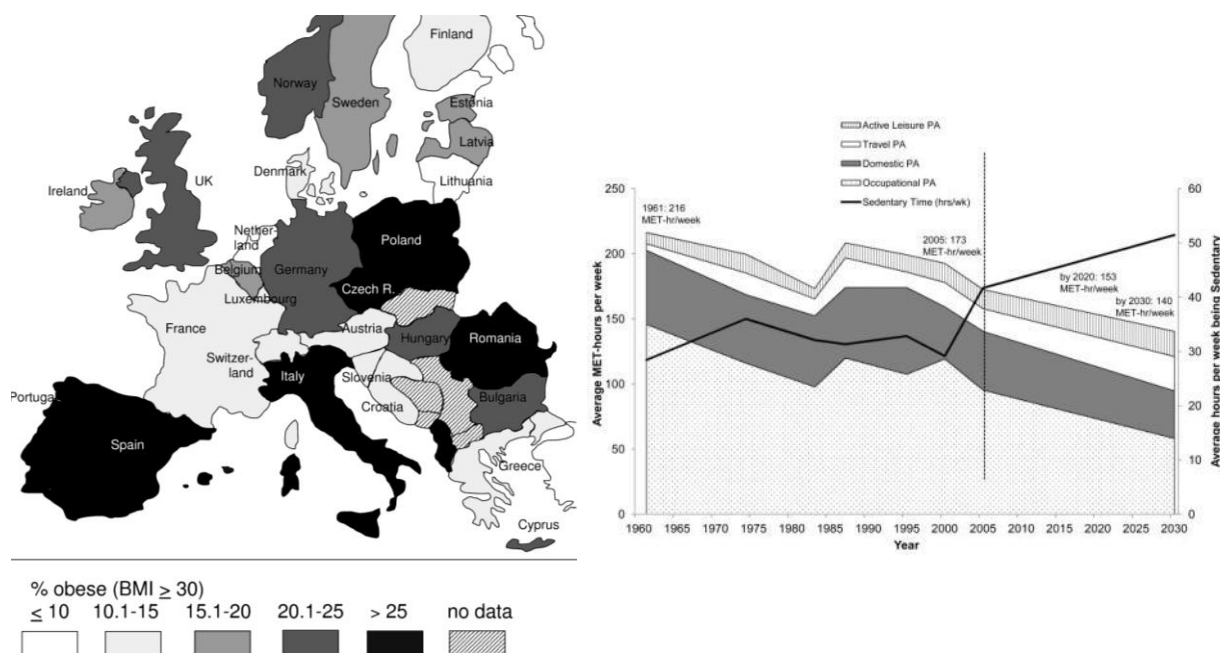 Finland
Norway
Sweden
Estonia
Latvia
Denmark
Lithuania
Ireland
UK
Nether-
land
Poland
Belgium
Germany
Czech R.
Luxembourg
France
Austria
Hungary
Romania
Switzer-
land
Italy
Slovenia
Croatia
Bulgaria
Portugal
Spain
Greece
Cyprus
% obese (BMI ≥ 30)
≤ 10 10.1-15 15.1-20 20.1-25 > 25 no data
Active Leisure PA
Travel PA
Domestic PA
Occupational PA
Sedentary Time (hrs/wk)
250
200
150
100
50
0
Average MET-hours per week
1961: 216
MET-hr/week
2005: 173
MET-hr/week
by 2020: 153
MET-hr/week
by 2030: 140
MET-hr/week
60
50
40
30
20
10
0
Average hours per week being Sedentary
1960 1965 1970 1975 1980 1985 1990 1995 2000 2005 2010 2015 2020 2025 2030
Year